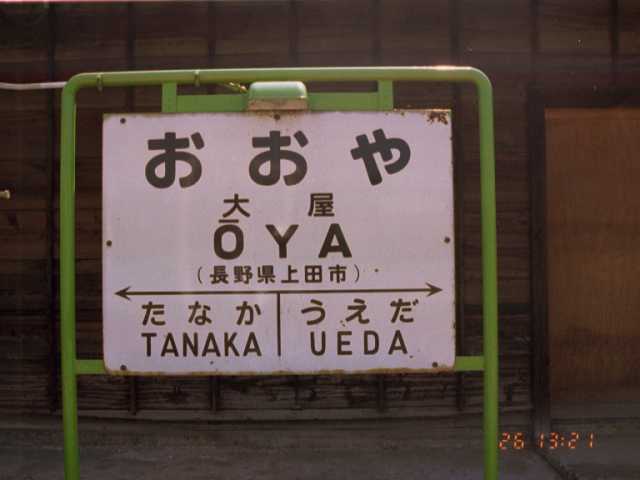 おおや
大屋
ŌYA
(長野県上田市)
たなか うえだ
TANAKA UEDA
26 13:21